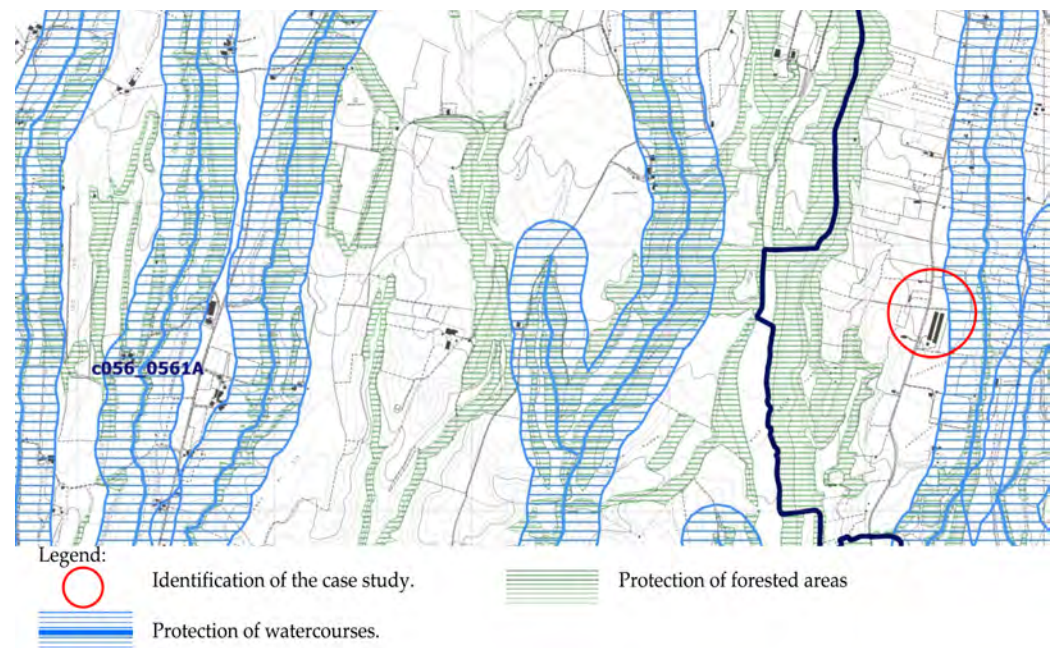 c056_0561A
Legend:
Identification of the case study.
Protection of forested areas
Protection of watercourses.